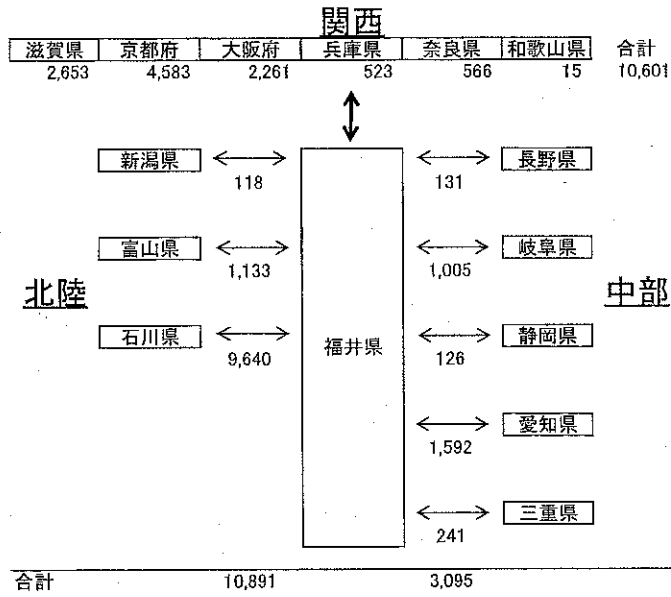 関西
滋賀県 京都府 大阪府 兵庫県 奈良県 和歌山県 合計
2,653 4,583 2,261 523 566 15 10,601
新潟県 長野県
118 131
富山県 岐阜県
1,133 1,005
北陸 中部
石川県 福井県 静岡県
9,640 126
愛知県
1,592
三重県
241
合計 10,891 3,095